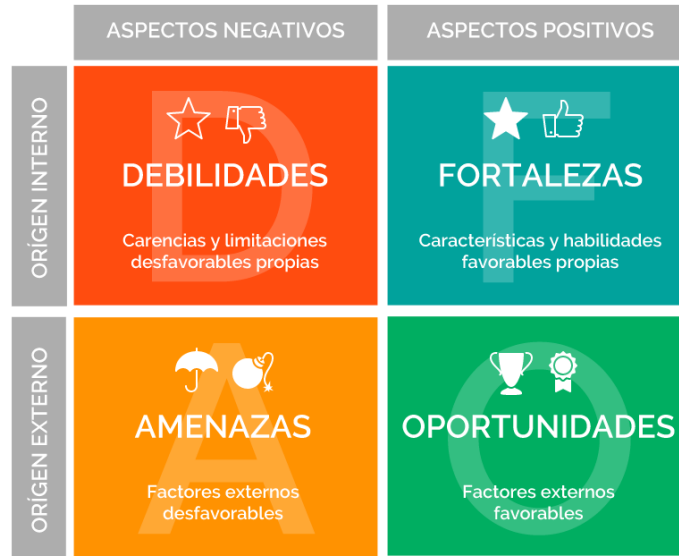 ASPECTOS NEGATIVOS
ASPECTOS POSITIVOS
ORÍGEN INTERNO
D
DEBILIDADES
Carencias y limitaciones
desfavorables propias
F
FORTALEZAS
Características y habilidades
favorables propias
ORÍGEN EXTERNO
A
AMENAZAS
Factores externos
desfavorables
O
OPORTUNIDADES
Factores externos
favorables